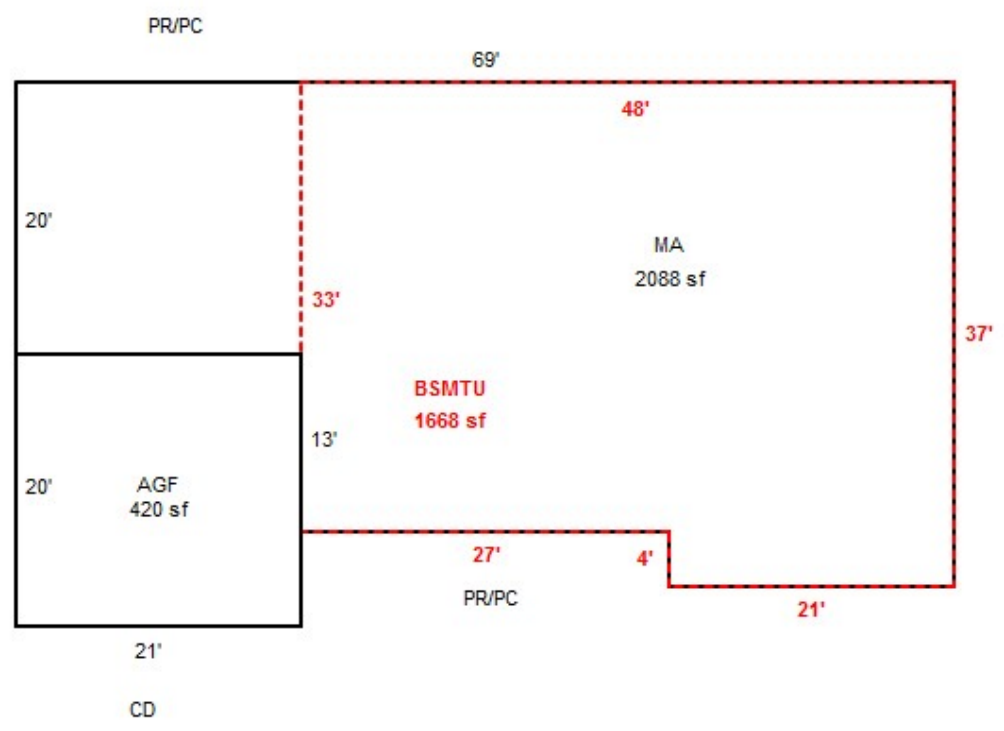 PR/PC
69'
48'
20'
MA
2088 sf
33'
37'
BSMTU
1668 sf
13'
20'
AGF
420 sf
27'
4'
PR/PC
21'
21'
CD